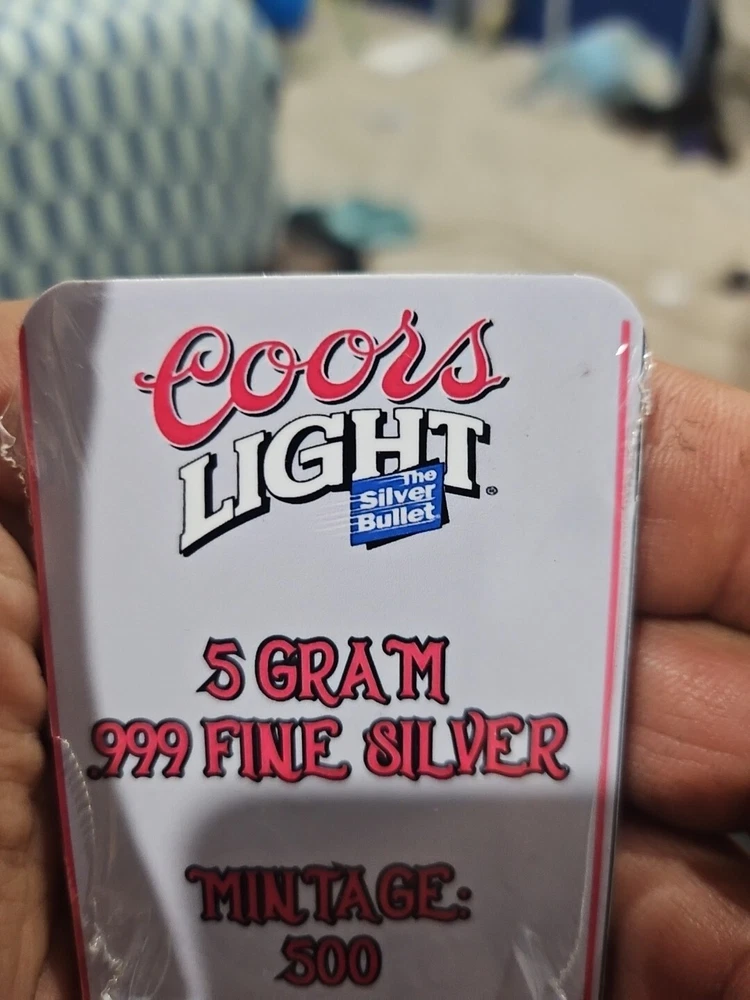 Coors
LIGHT®
The
Silver
Bullet
5 GRAM
.999 FINE SILVER
MINTAGE:
500